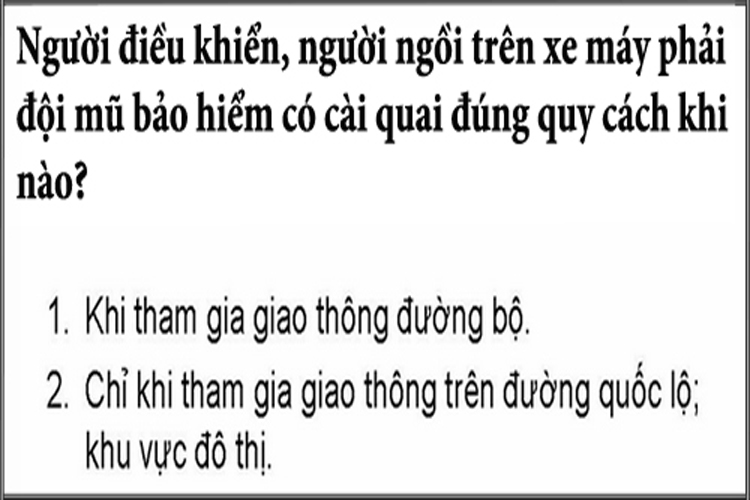 Người điều khiển, người ngồi trên xe máy phải
đội mũ bảo hiểm có cài quai đúng quy cách khi
nào?
1. Khi tham gia giao thông đường bộ.
2. Chỉ khi tham gia giao thông trên đường quốc lộ;
khu vực đô thị.